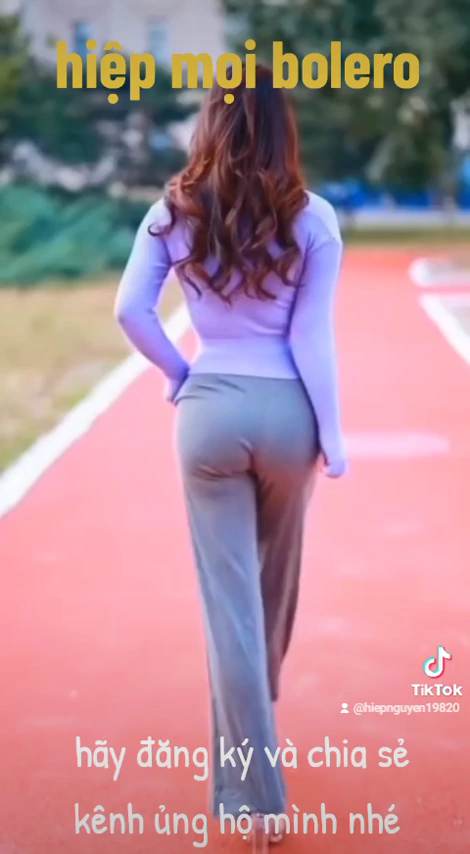 hiệp mọi bolero
TikTok
@hiepnguyen19820
hãy đăng ký và chia sẻ
kênh ủng hộ mình nhé